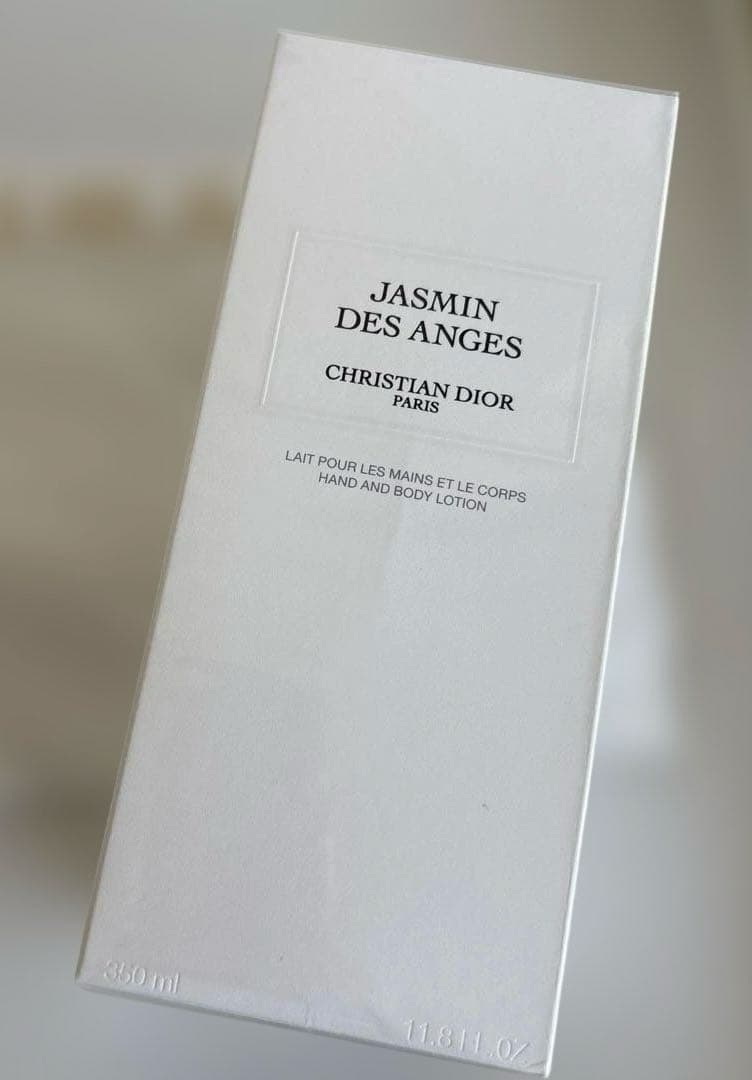 JASMIN
DES ANGES
CHRISTIAN DIOR
PARIS
LAIT POUR LES MAINS ET LE CORPS
HAND AND BODY LOTION
350 ml
11.8 fl.oz